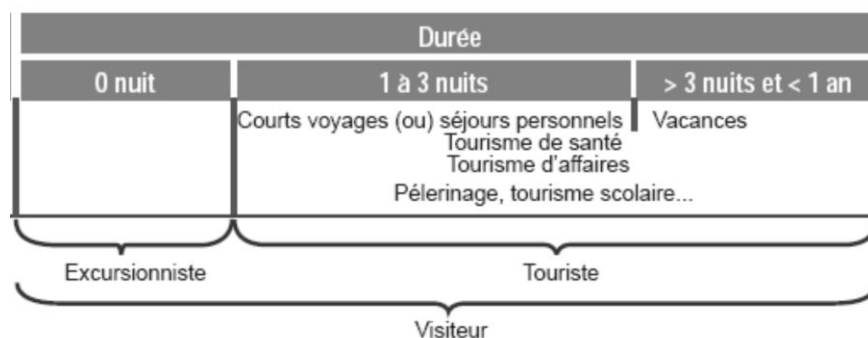 Durée
0 nuit 1 à 3 nuits > 3 nuits et < 1 an
Courts voyages (ou) séjours personnels Vacances
Tourisme de santé
Tourisme d'affaires
Pélerinage, tourisme scolaire...
Excursionniste Touriste
Visiteur